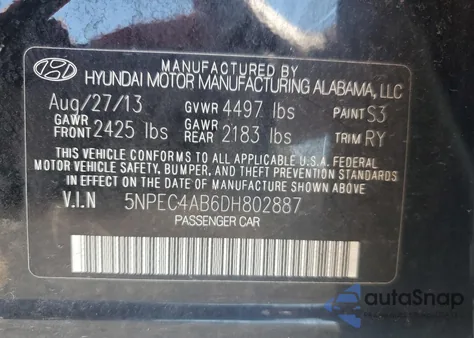 MANUFACTURED BY
HYUNDAI MOTOR MANUFACTURING ALABAMA, LLC
Aug/27/13 GVWR 4497 lbs PAINT S3
GAWR FRONT 2425 lbs GAWR REAR 2183 lbs TRIM RY
THIS VEHICLE CONFORMS TO ALL APPLICABLE U.S.A. FEDERAL
MOTOR VEHICLE SAFETY, BUMPER, AND THEFT PREVENTION STANDARDS
IN EFFECT ON THE DATE OF MANUFACTURE SHOWN ABOVE.
V.I.N 5NPEC4AB6DH802887
PASSENGER CAR
autoSnap